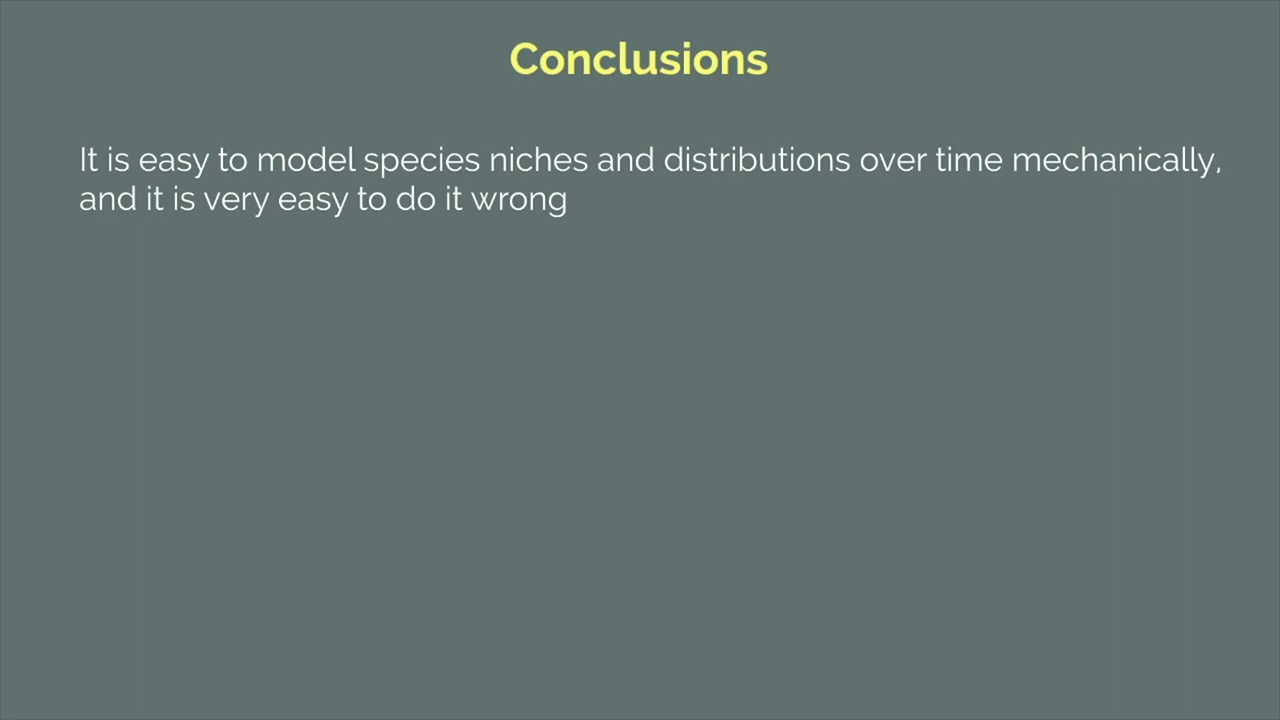 Conclusions
It is easy to model species niches and distributions over time mechanically,
and it is very easy to do it wrong